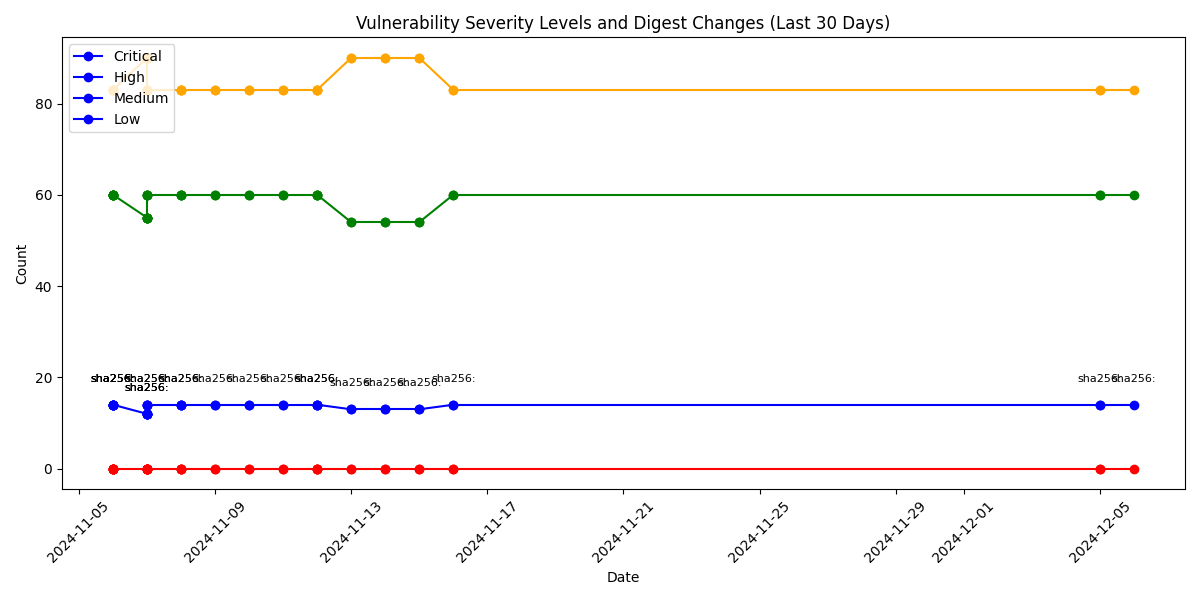 Vulnerability Severity Levels and Digest Changes (Last 30 Days)
Critical
High
Medium
Low
Count
80
60
40
20
0
sha256: sha256: sha256: sha256: sha256: sha256: sha256: sha256: sha256: sha256: sha256: sha256: sha256:
sha256:
2024-11-05 2024-11-09 2024-11-13 2024-11-17 2024-11-21 2024-11-25 2024-11-29 2024-12-01 2024-12-05
Date